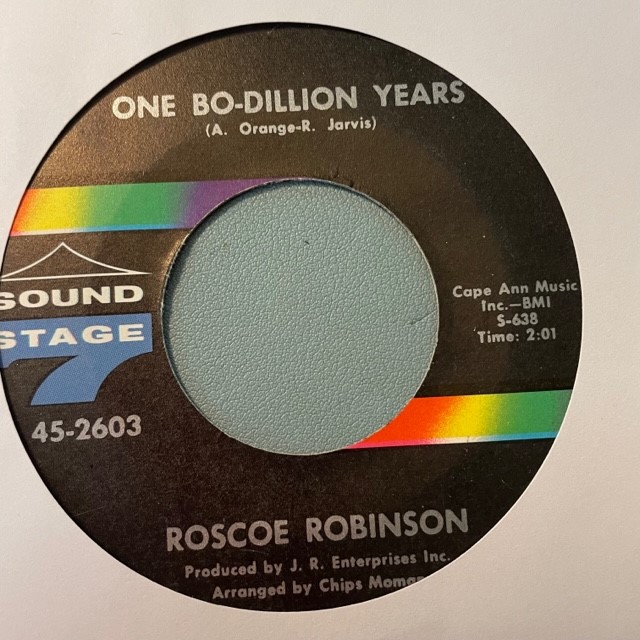 ONE BO-DILLION YEARS
(A. Orange-R. Jarvis)
SOUND
STAGE
7
45-2603
Cape Ann Music
Inc.—BMI
S-638
Time: 2:01
ROSCOE ROBINSON
Produced by J. R. Enterprises Inc.
Arranged by Chips